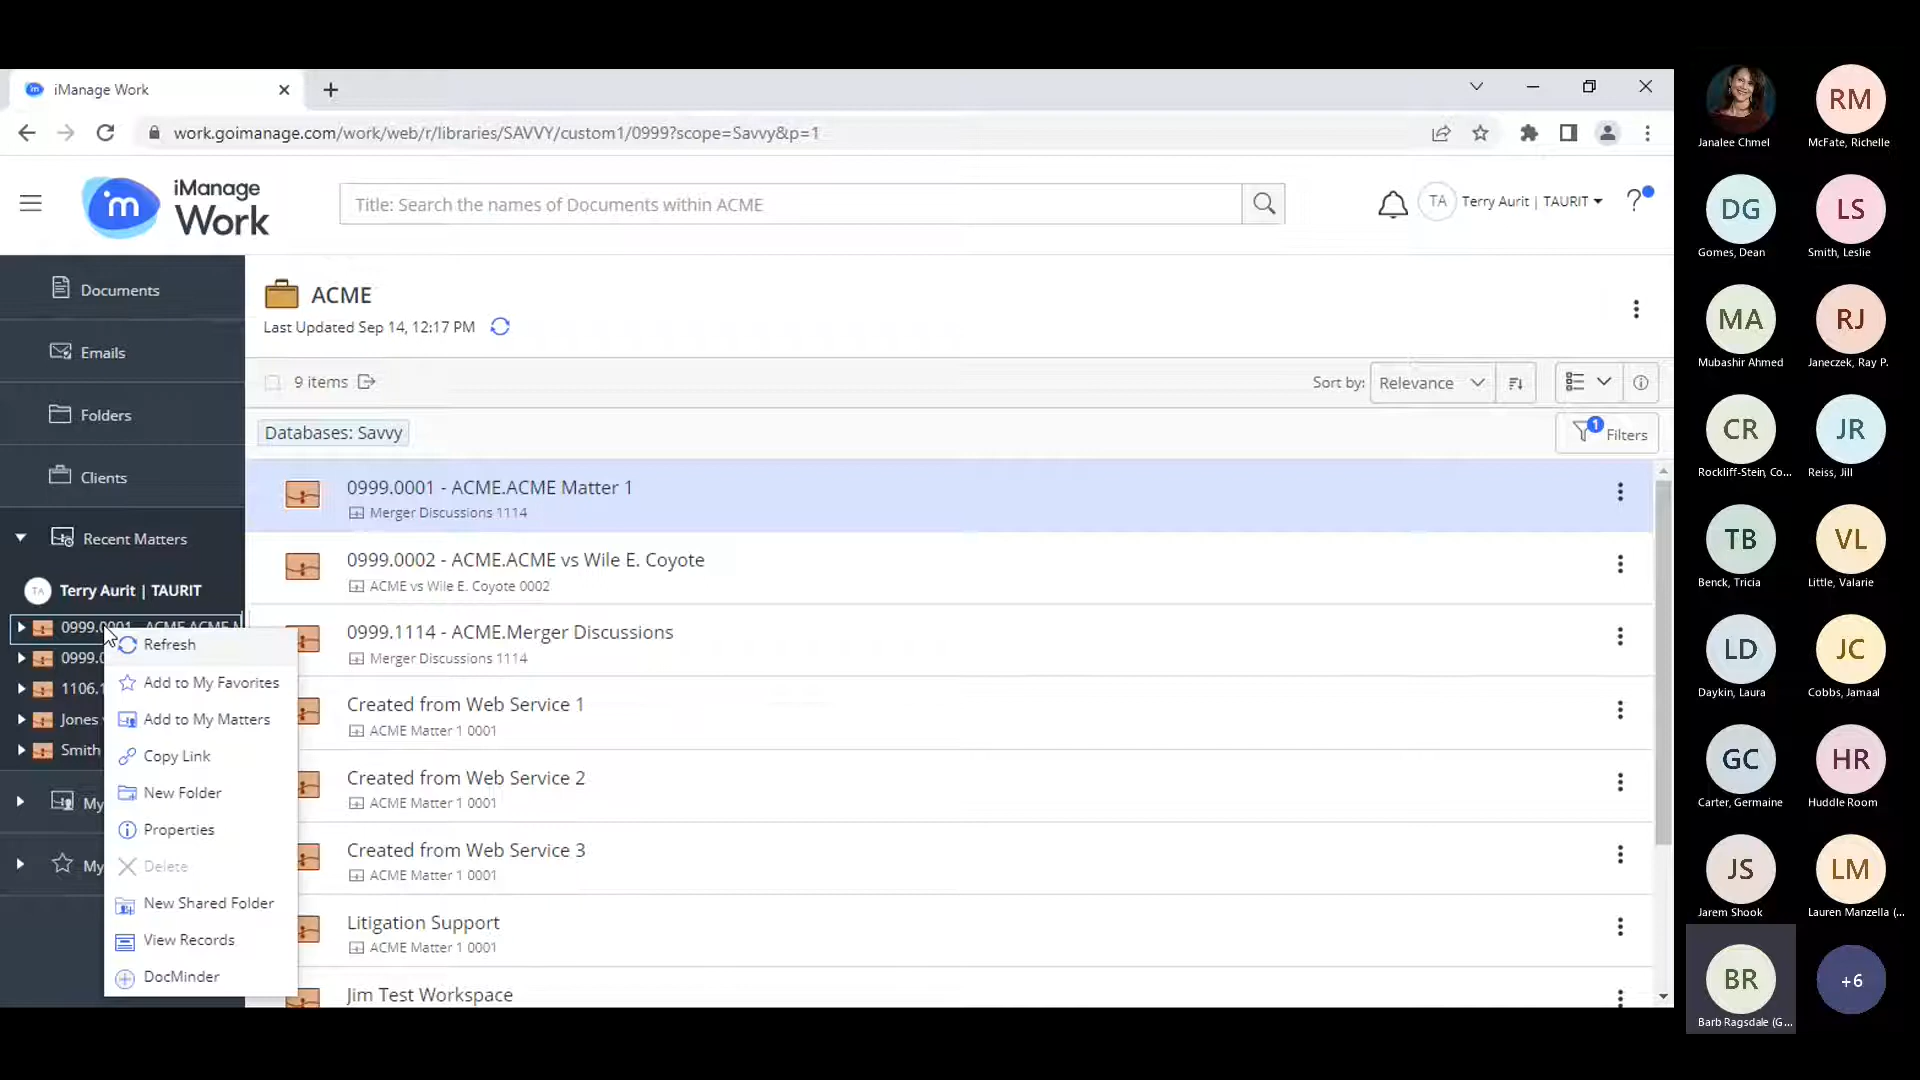 iManage Work
work.goimanage.com/work/web/r/libraries/SAVVY/custom1/0999?scope=Savvy&p=1
iManage
Work
Title: Search the names of Documents within ACME
TA
Terry Aurit | TAURIT
?
Documents
Emails
Folders
Clients
Recent Matters
TA
Terry Aurit | TAURIT
0999.0001 - ACME.ACME M
0999.0
1106.1
Jones
Smith
My
My
Refresh
Add to My Favorites
Add to My Matters
Copy Link
New Folder
Properties
Delete
New Shared Folder
View Records
DocMinder
ACME
Last Updated Sep 14, 12:17 PM
9 items
Sort by:
Relevance
Databases: Savvy
1
Filters
0999.0001 - ACME.ACME Matter 1
Merger Discussions 1114
0999.0002 - ACME.ACME vs Wile E. Coyote
ACME vs Wile E. Coyote 0002
0999.1114 - ACME.Merger Discussions
Merger Discussions 1114
Created from Web Service 1
ACME Matter 1 0001
Created from Web Service 2
ACME Matter 1 0001
Created from Web Service 3
ACME Matter 1 0001
Litigation Support
ACME Matter 1 0001
Jim Test Workspace
Janalee Chmel
RM
McFate, Richelle
DG
Gomes, Dean
LS
Smith, Leslie
MA
Mubashir Ahmed
RJ
Janeczek, Ray P.
CR
Rockliff-Stein, Co...
JR
Reiss, Jill
TB
Benck, Tricia
VL
Little, Valarie
LD
Daykin, Laura
JC
Cobbs, Jamaal
GC
Carter, Germaine
HR
Huddle Room
JS
Jarem Shook
LM
Lauren Manzella (...
BR
Barb Ragsdale (G...
+6